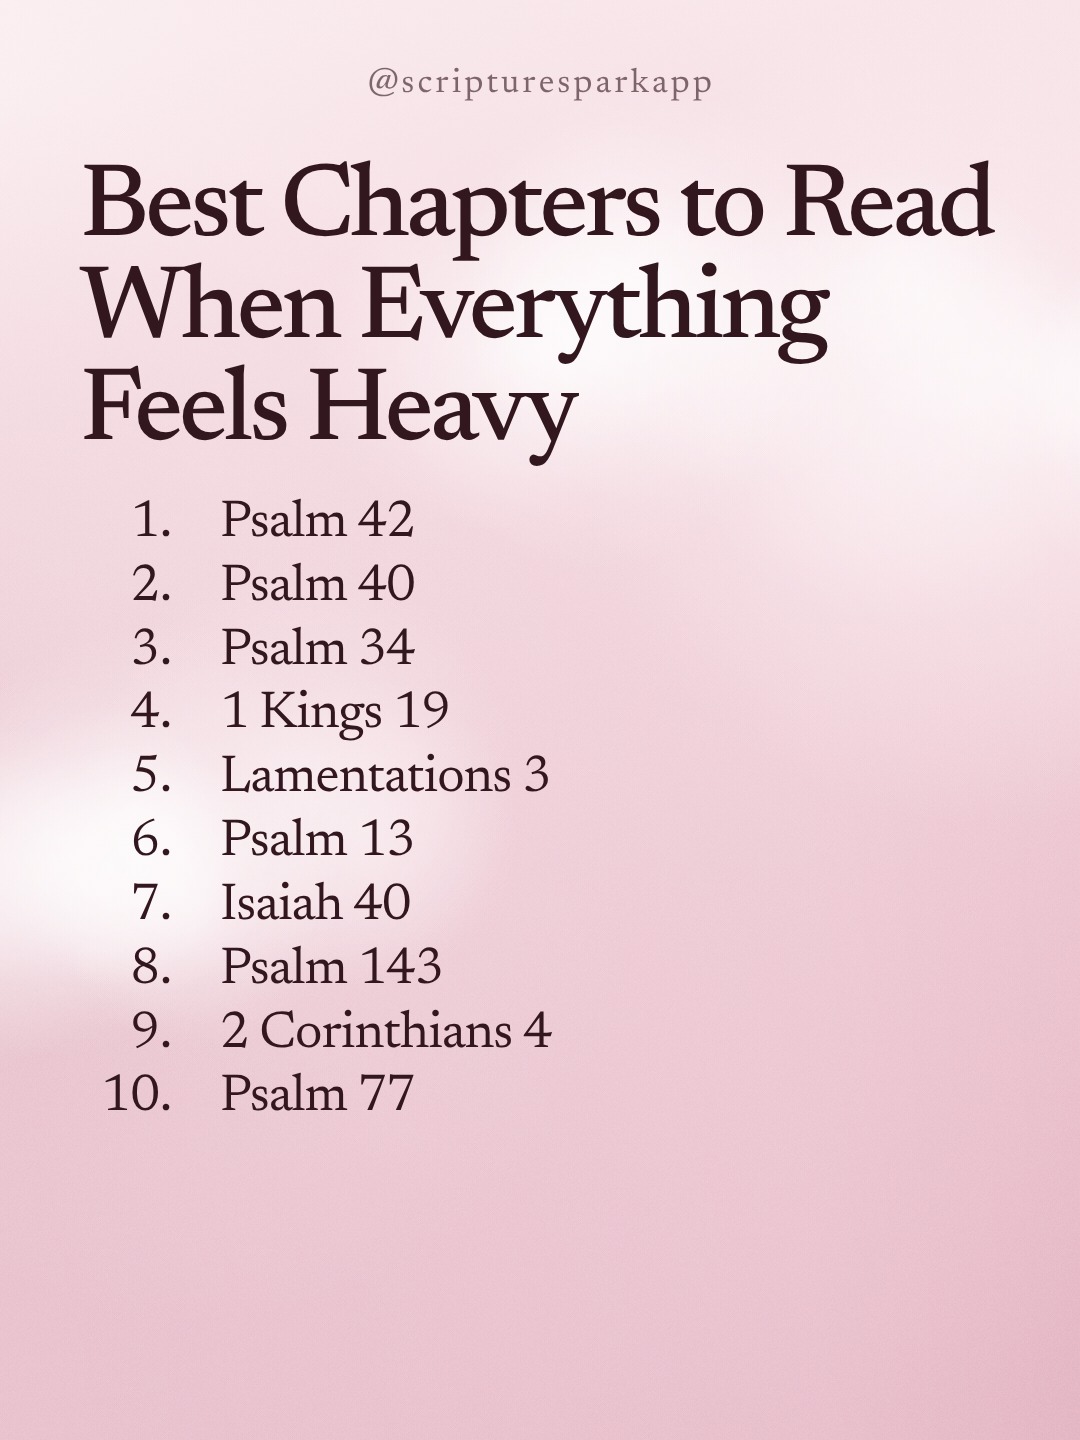 @scripturesparkapp
Best Chapters to Read
When Everything
Feels Heavy
1. Psalm 42
2. Psalm 40
3. Psalm 34
4. 1 Kings 19
5. Lamentations 3
6. Psalm 13
7. Isaiah 40
8. Psalm 143
9. 2 Corinthians 4
10. Psalm 77